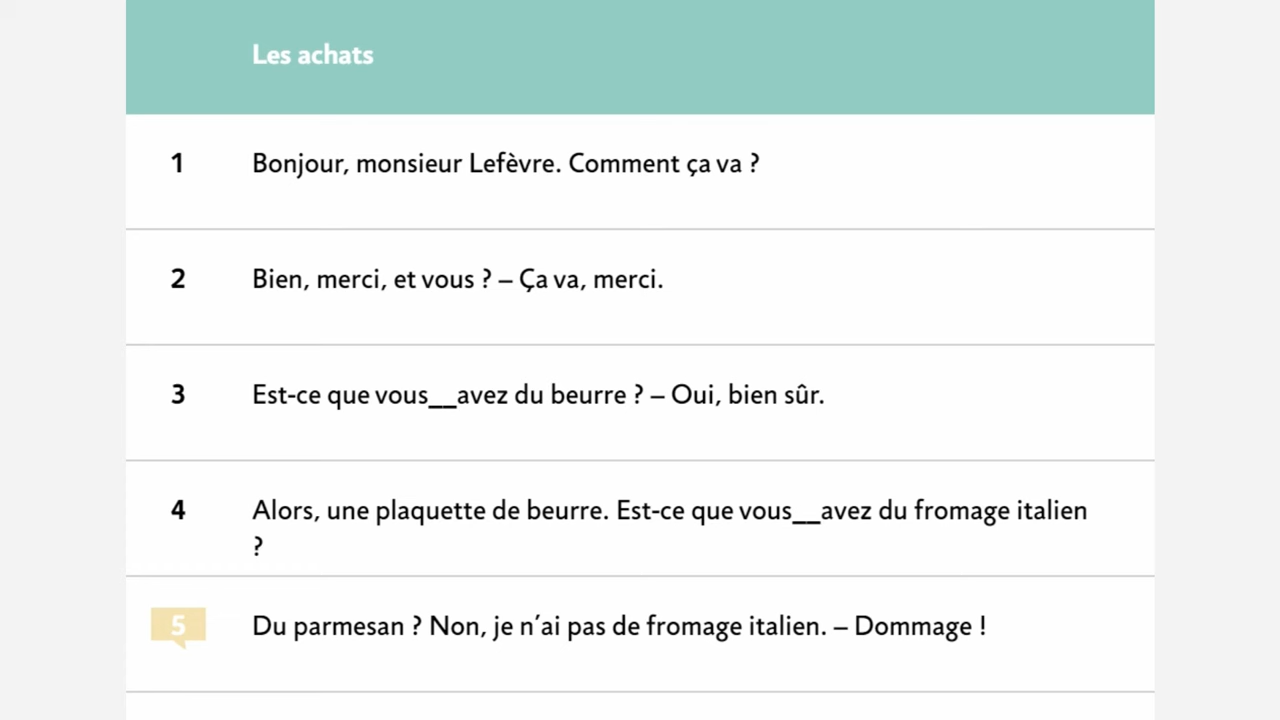 Les achats
1 Bonjour, monsieur Lefèvre. Comment ça va ?
2 Bien, merci, et vous ? – Ça va, merci.
3 Est-ce que vous__avez du beurre ? – Oui, bien sûr.
4 Alors, une plaquette de beurre. Est-ce que vous__avez du fromage italien
?
5 Du parmesan ? Non, je n’ai pas de fromage italien. – Dommage !